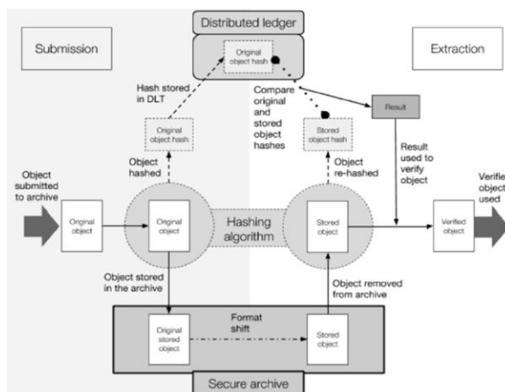 Distributed ledger
Submission
Extraction
Original
object hash
Hash stored
in DLT
Compare
original
and
stored
object
hashes
Result
Original
object hash
Stored
object hash
Object
hashed
Object
re-hashed
Result
used to
verify
object
Object
submitted
to archive
Verified
object
used
Original
object
Original
object
Hashing
algorithm
Stored
object
Verified
object
Object stored
in the archive
Object removed
from archive
Original
stored
object
Format
shift
Stored
object
Secure archive